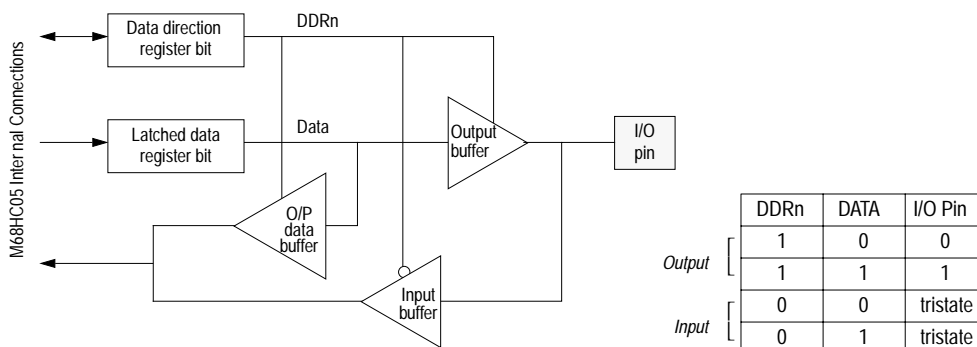 M68HC05 Internal Connections
Data direction
register bit
DDRn
Latched data
register bit
Data
Output
buffer
I/O
pin
O/P
data
buffer
Input
buffer
DDRn DATA I/O Pin
Output
1 0 0
1 1 1
Input
0 0 tristate
0 1 tristate